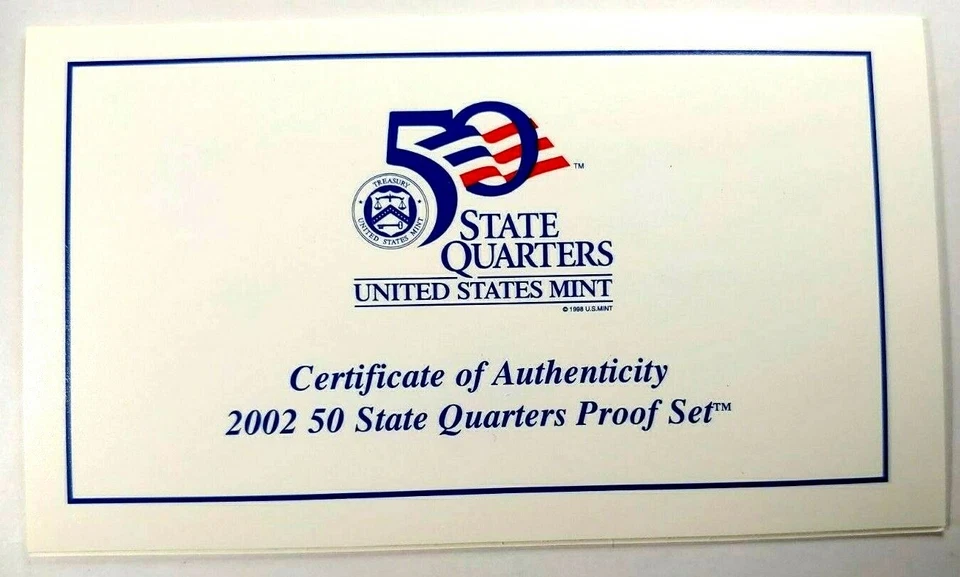 50
TM
TREASURY
UNITED STATES MINT
STATE
QUARTERS
UNITED STATES MINT
© 1998 U.S.MINT
Certificate of Authenticity
2002 50 State Quarters Proof Set™